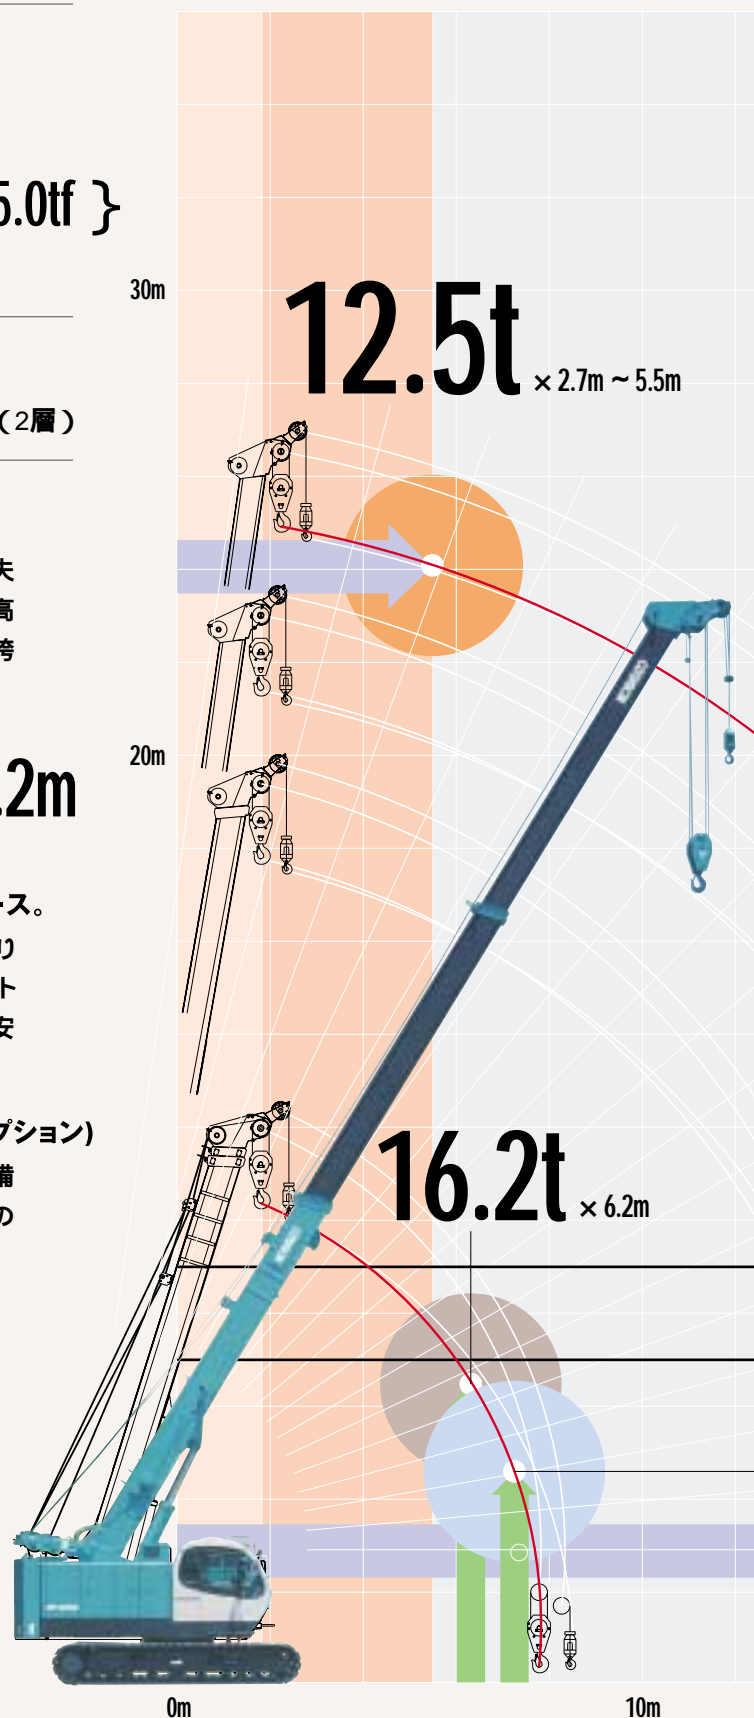 5.0tf }
30m
12.5t × 2.7m ~ 5.5m
(2層)
夫
高
誇
20m
.2m
ース。
り
ト
安
プション)
備
の
16.2t × 6.2m
0m
10m